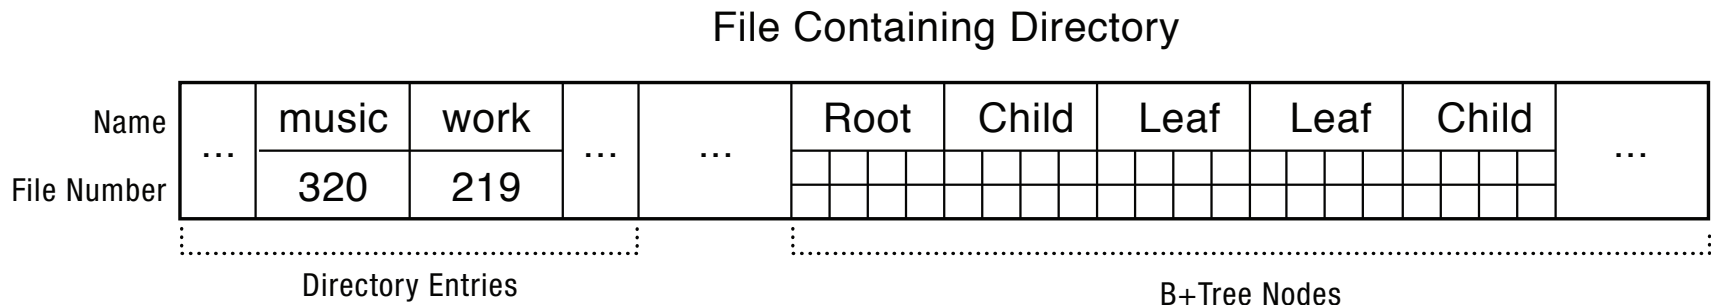 File Containing Directory
Name ... music work ... ... Root Child Leaf Leaf Child ...
File Number 320 219
Directory Entries B+Tree Nodes